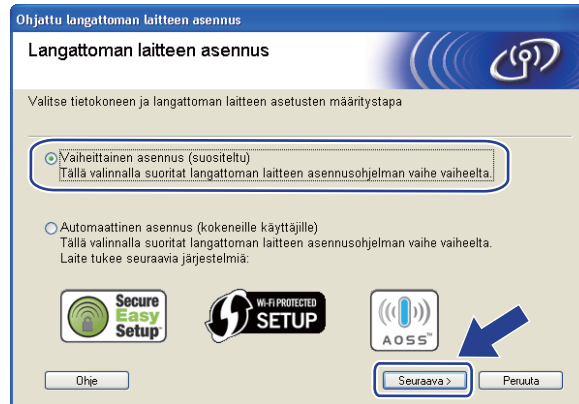 Ohjattu langattoman laitteen asennus
Langattoman laitteen asennus
Valitse tietokoneen ja langattoman laitteen asetusten määritystapa
Vaiheittainen asennus (suositeltu)
Tällä valinnalla suoritat langattoman laitteen asennusohjelman vaihe vaiheelta.
Automaattinen asennus (kokeneille käyttäjille)
Tällä valinnalla suoritat langattoman laitteen asennusohjelman vaihe vaiheelta.
Laite tukee seuraavia järjestelmiä:
Secure
Easy
Setup
WI-FI PROTECTED
SETUP
AOSS™
Ohje
Seuraava >
Peruuta